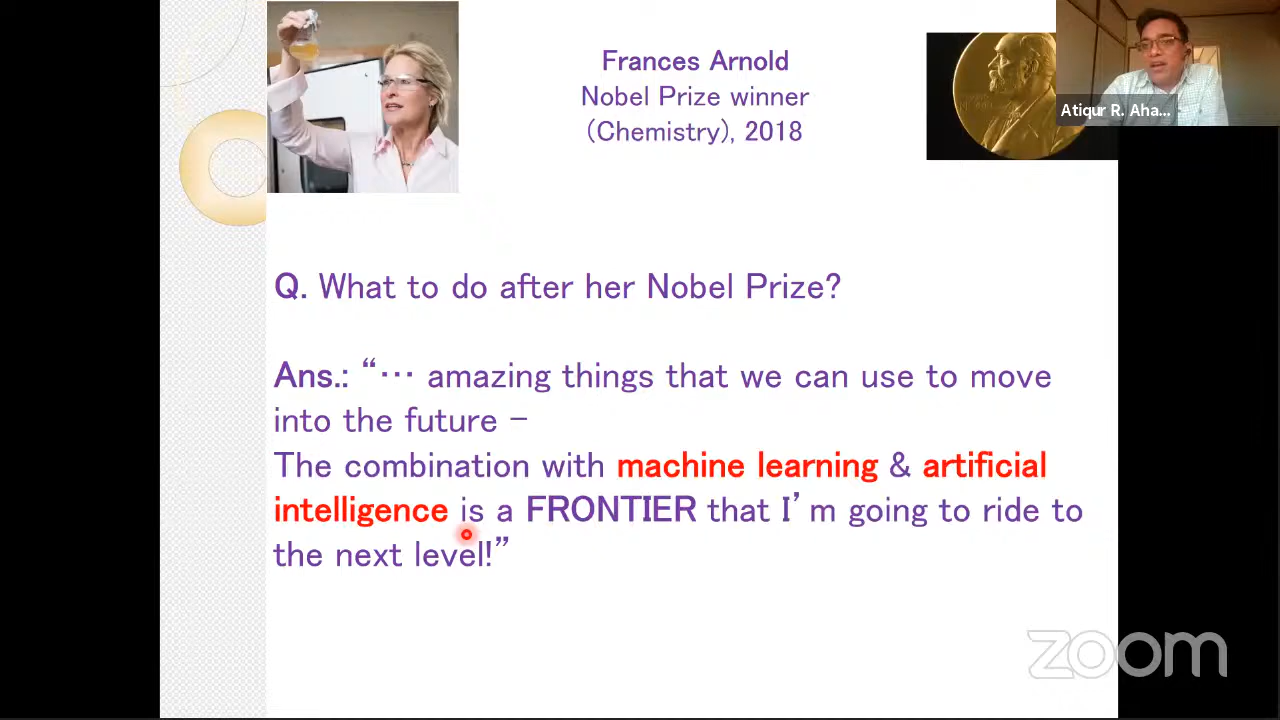 Frances Arnold
Nobel Prize winner
(Chemistry), 2018
Atiqur R. Aha...
Q. What to do after her Nobel Prize?
Ans.: “… amazing things that we can use to move
into the future –
The combination with machine learning & artificial
intelligence is a FRONTIER that I’m going to ride to
the next level!”
zoom